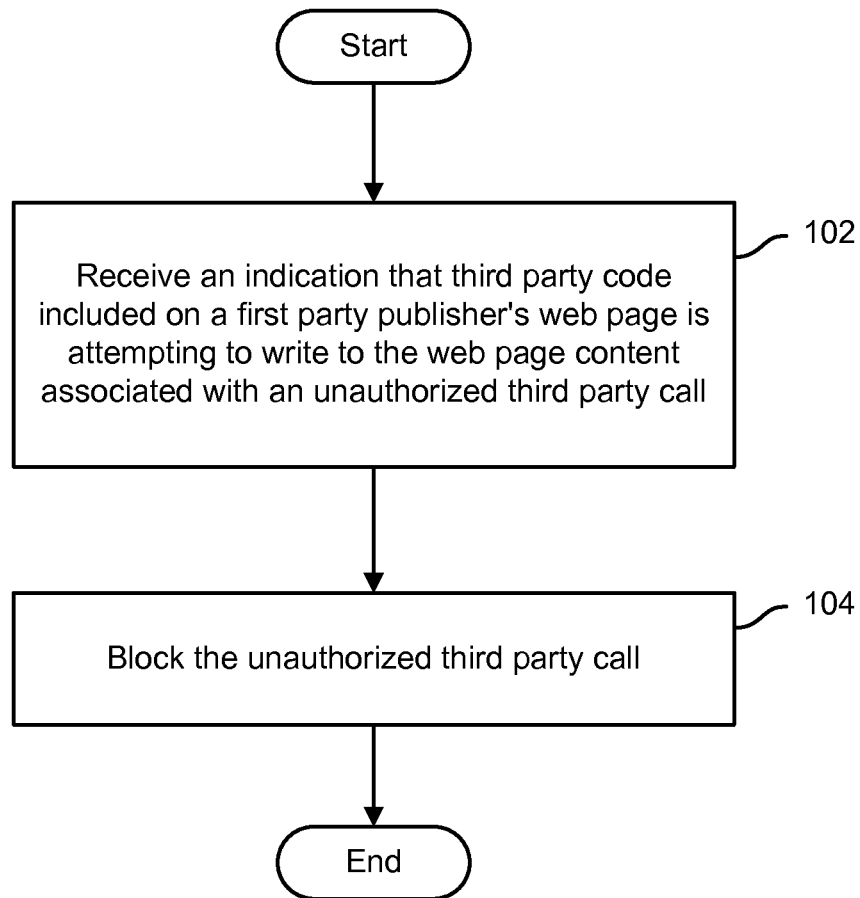 Start
102
Receive an indication that third party code
included on a first party publisher's web page is
attempting to write to the web page content
associated with an unauthorized third party call
104
Block the unauthorized third party call
End